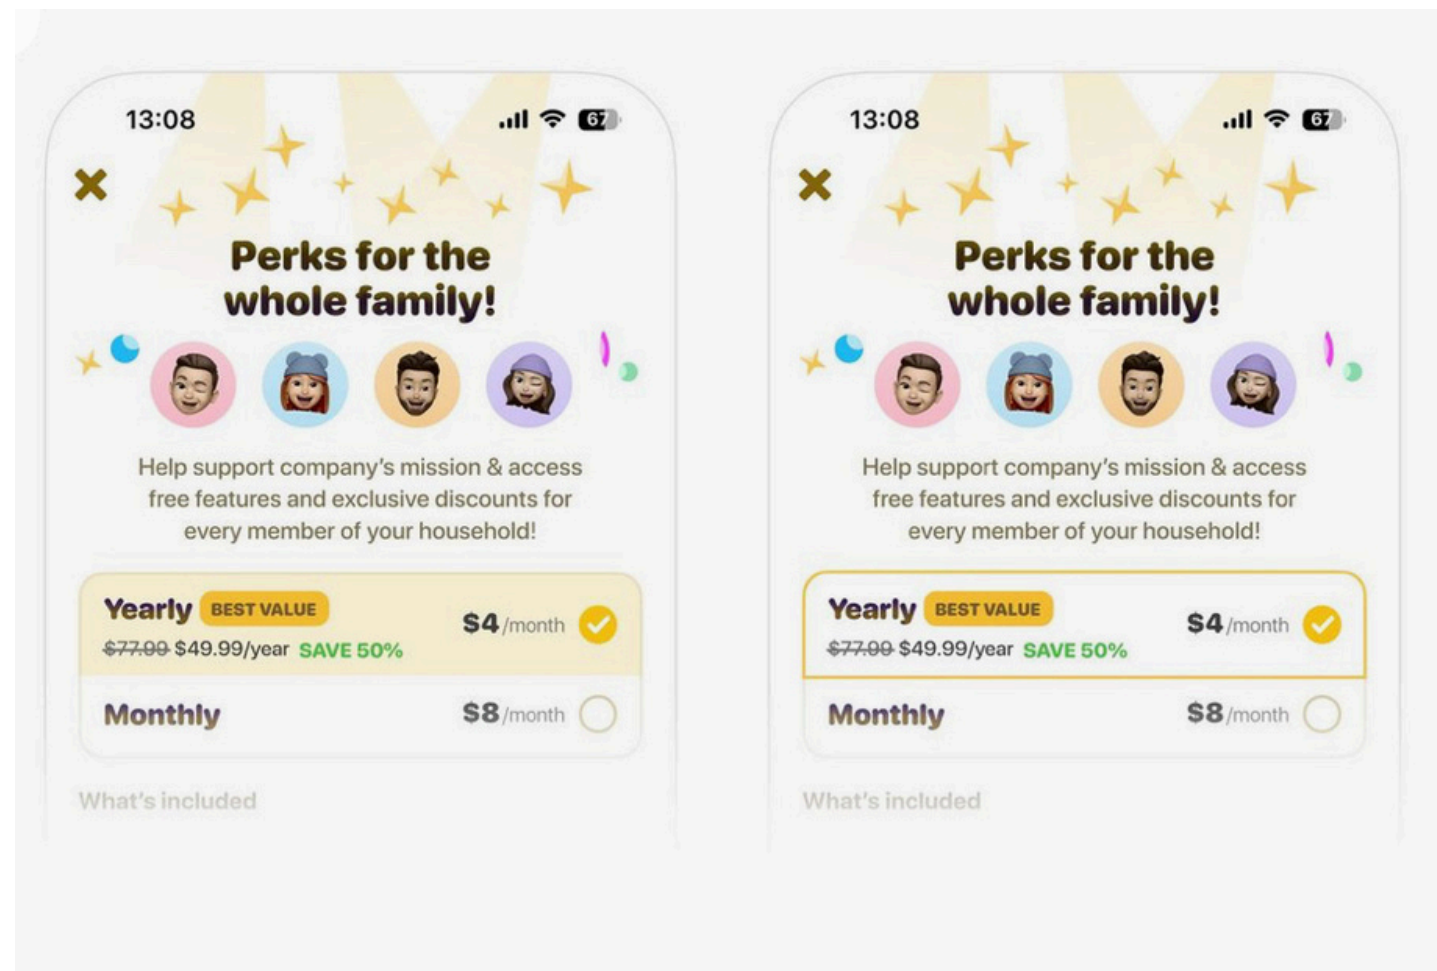 13:08
67
Perks for the
whole family!
Help support company's mission & access
free features and exclusive discounts for
every member of your household!
Yearly BEST VALUE
$4/month
$77.99 $49.99/year SAVE 50%
Monthly
$8/month
What's included
13:08
67
Perks for the
whole family!
Help support company's mission & access
free features and exclusive discounts for
every member of your household!
Yearly BEST VALUE
$4/month
$77.99 $49.99/year SAVE 50%
Monthly
$8/month
What's included